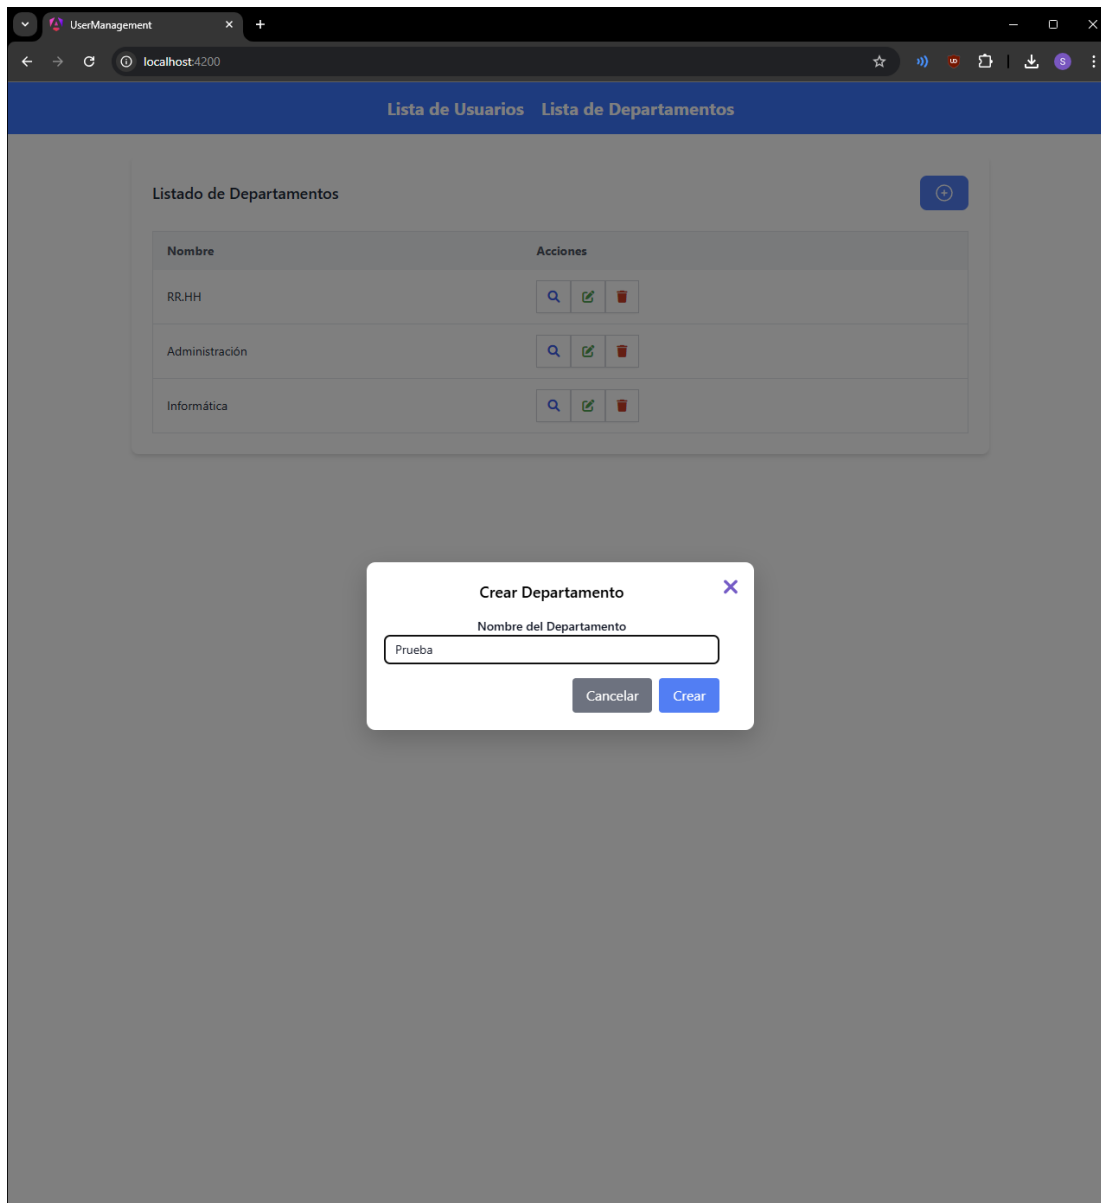 UserManagement
localhost:4200
Lista de Usuarios Lista de Departamentos
Listado de Departamentos
Nombre Acciones
RR.HH
Administración
Informática
Crear Departamento
Nombre del Departamento
Prueba
Cancelar Crear